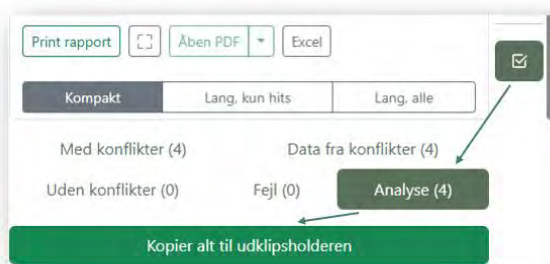 Print rapport Åben PDF Excel
Kompakt Lang, kun hits Lang, alle
Med konflikter (4) Data fra konflikter (4)
Uden konflikter (0) Fejl (0) Analyse (4)
Kopier alt til udklipsholderen